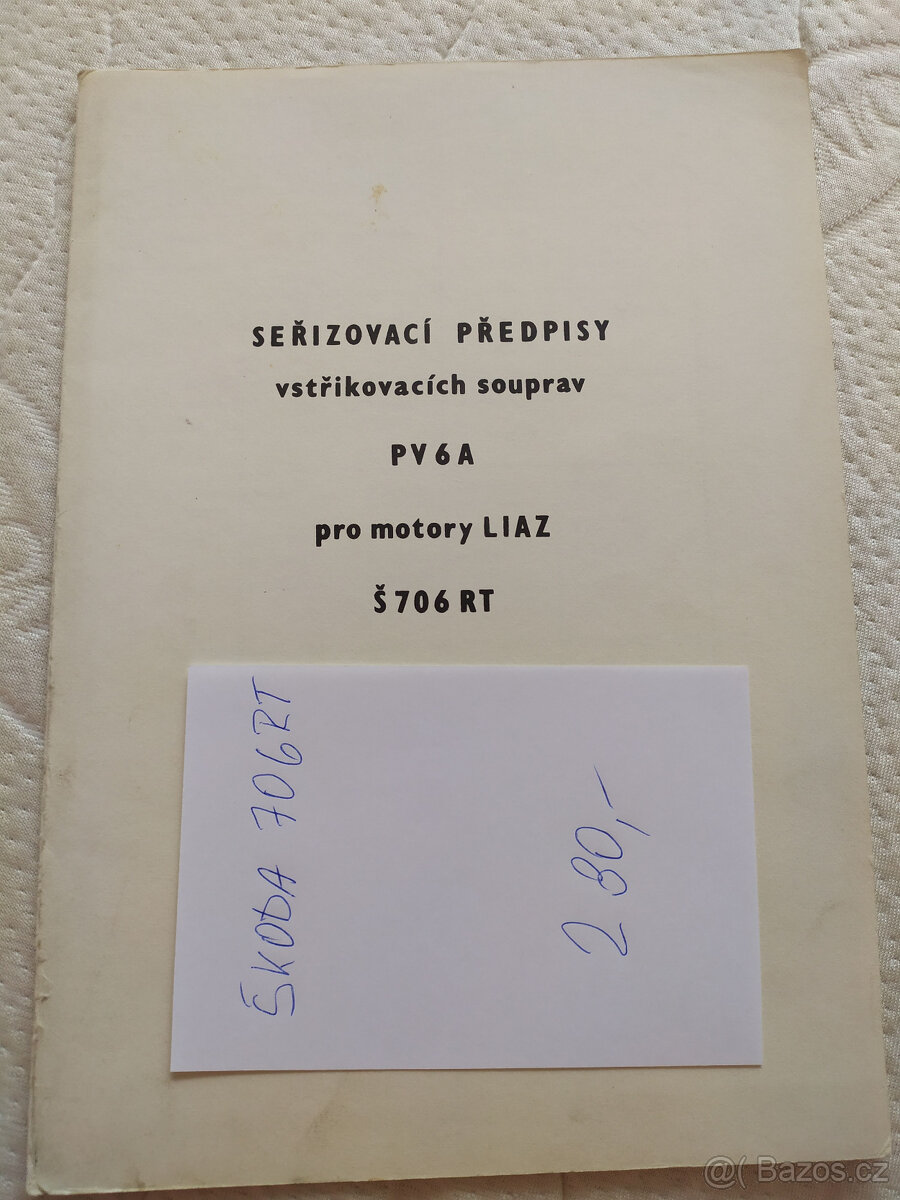 SEŘIZOVACÍ PŘEDPISY
vstřikovacích souprav
PV6A
pro motory LIAZ
Š706 RT
ŠKODA 706RT
280,-
@( Bazos.cz